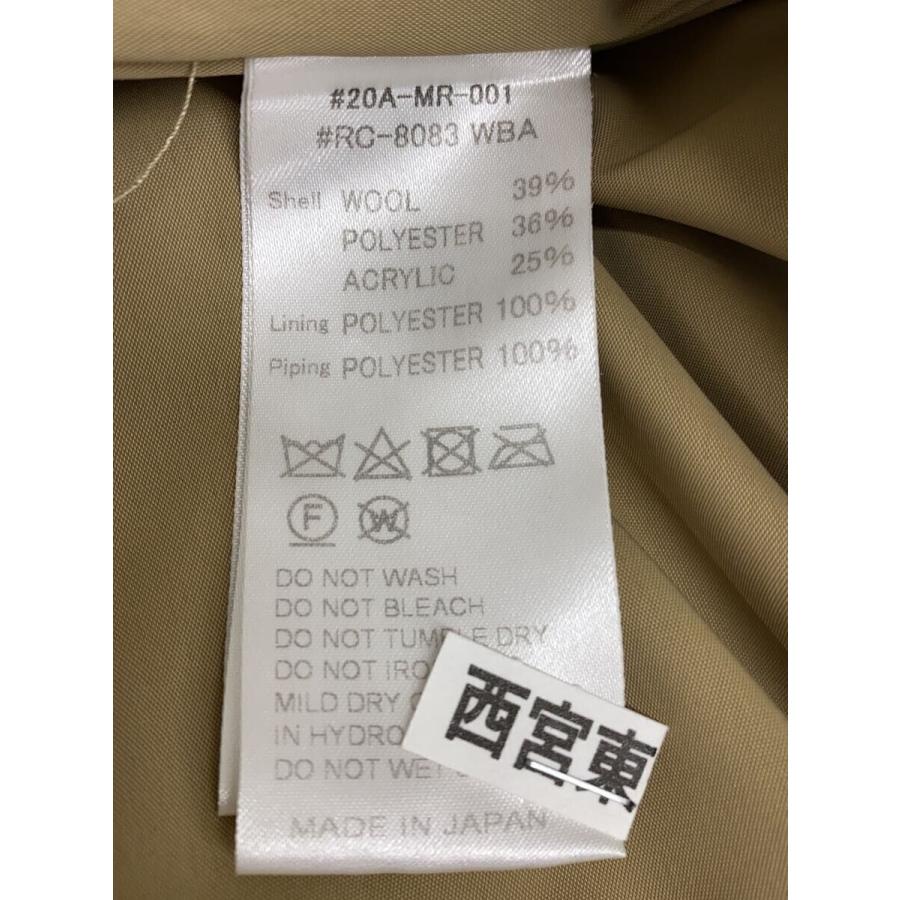 #20A-MR-001
#RC-8083 WBA
Shell WOOL 39%
POLYESTER 36%
ACRYLIC 25%
Lining POLYESTER 100%
Piping POLYESTER 100%
F W
DO NOT WASH
DO NOT BLEACH
DO NOT TUMBLE DRY
DO NOT IRO
MILD DRY
IN HYDRO
DO NOT WET
西宮東
MADE IN JAPAN